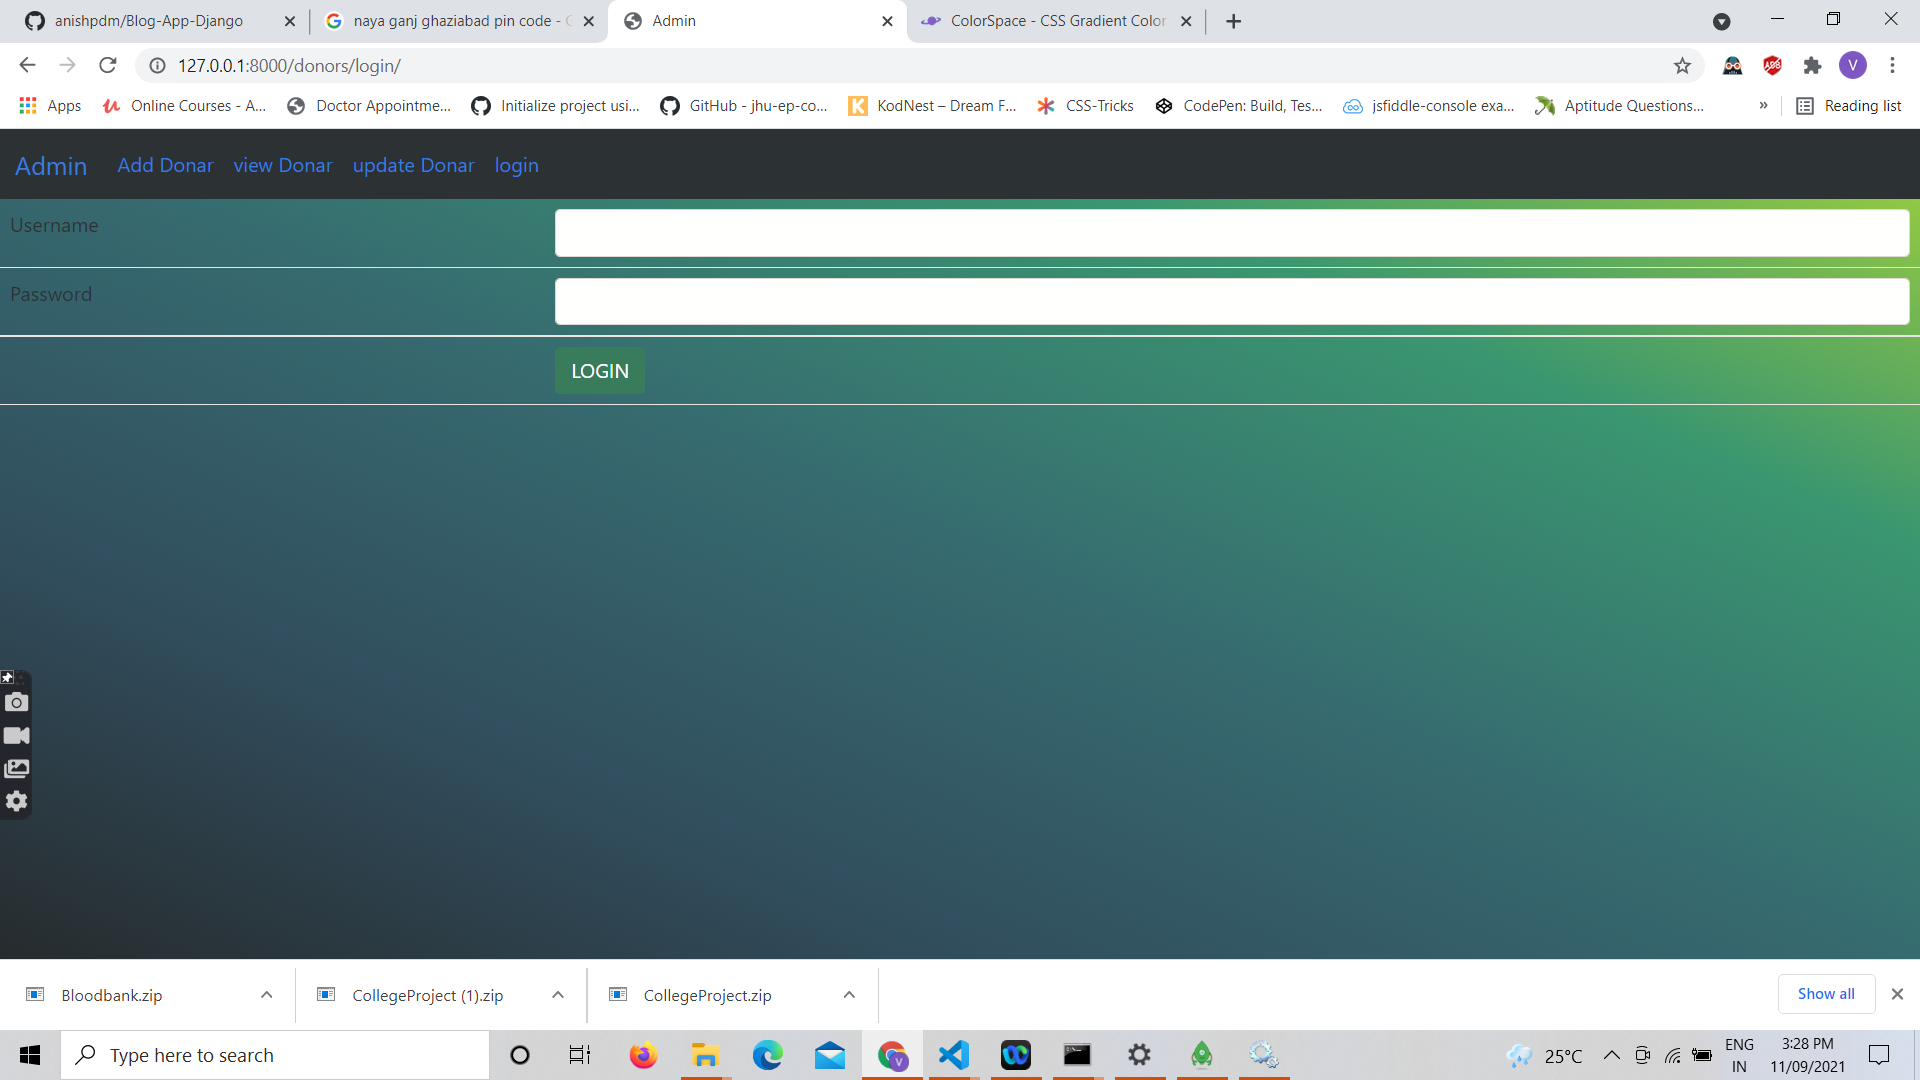 anishpdm/Blog-App-Django
naya ganj ghaziabad pin code -
Admin
ColorSpace - CSS Gradient Color
127.0.0.1:8000/donors/login/
V
Apps
Online Courses - A...
Doctor Appointme...
Initialize project usi...
GitHub - jhu-ep-co...
KodNest – Dream F...
CSS-Tricks
CodePen: Build, Tes...
jsfiddle-console exa...
Aptitude Questions...
»
Reading list
Admin
Add Donar
view Donar
update Donar
login
Username
Password
LOGIN
Bloodbank.zip
CollegeProject (1).zip
CollegeProject.zip
Show all
Type here to search
25°C
ENG
IN
3:28 PM
11/09/2021